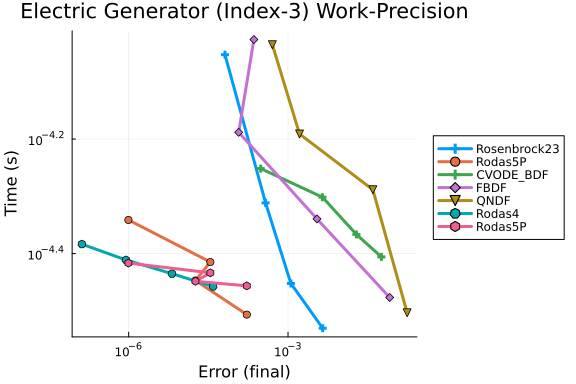 Electric Generator (Index-3) Work-Precision
Time (s)
10^-4.2
10^-4.4
10^-6
10^-3
Error (final)
Rosenbrock23
Rodas5P
CVODE_BDF
FBDF
QNDF
Rodas4
Rodas5P